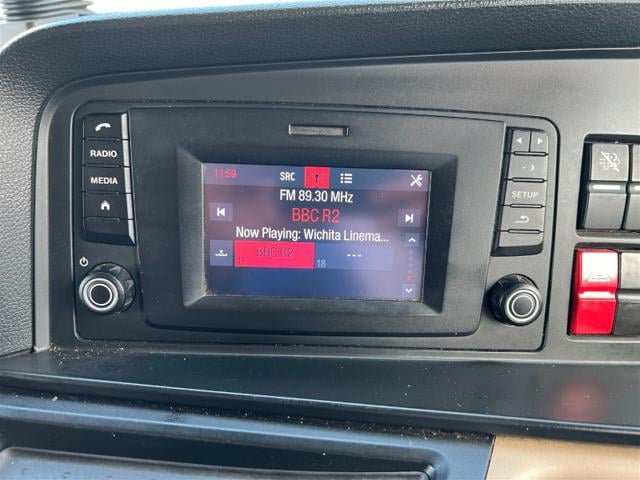 RADIO
MEDIA
SETUP
11:59
SRC
FM 89.30 MHz
BBC R2
Now Playing: Wichita Linema...
BBC R2
---
18